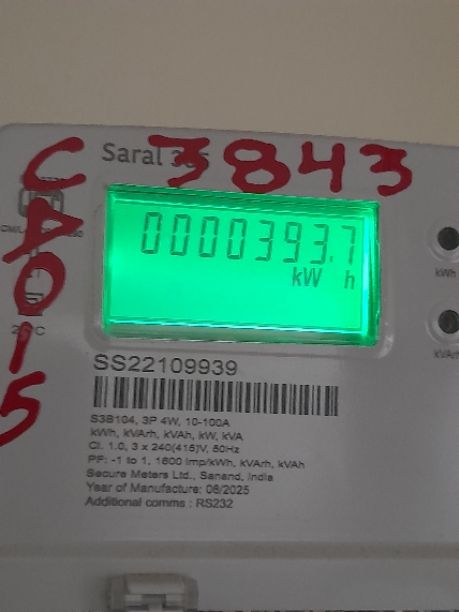 Saral 305
3843
CA015
0000393.7
kW h
kWh
kVArh
SS22109939
S3B104, 3P 4W, 10-100A
kWh, kVArh, kVAh, kW, kVA
Cl. 1.0, 3 x 240(415)V, 50Hz
PF: -1 to 1, 1600 imp/kWh, kVArh, kVAh
Secure Meters Ltd., Sanand, India
Year of Manufacture: 06/2025
Additional comms : RS232